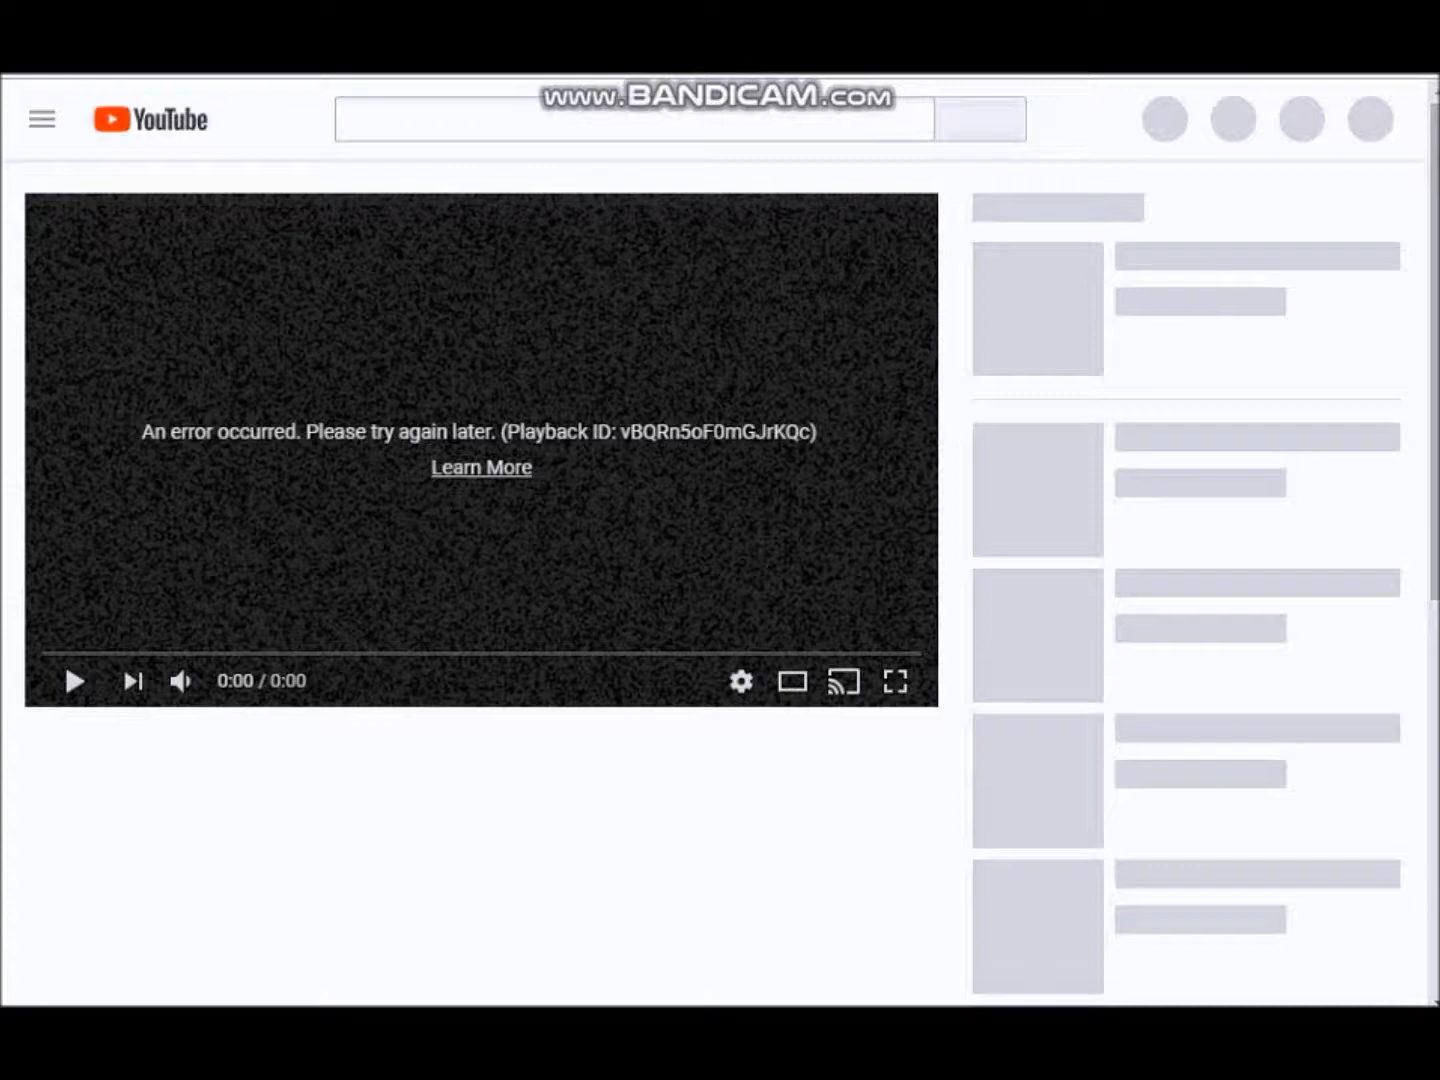 www.BANDICAM.com
YouTube
An error occurred. Please try again later. (Playback ID: vBQRn5oF0mGJrKQc)
Learn More
0:00 / 0:00